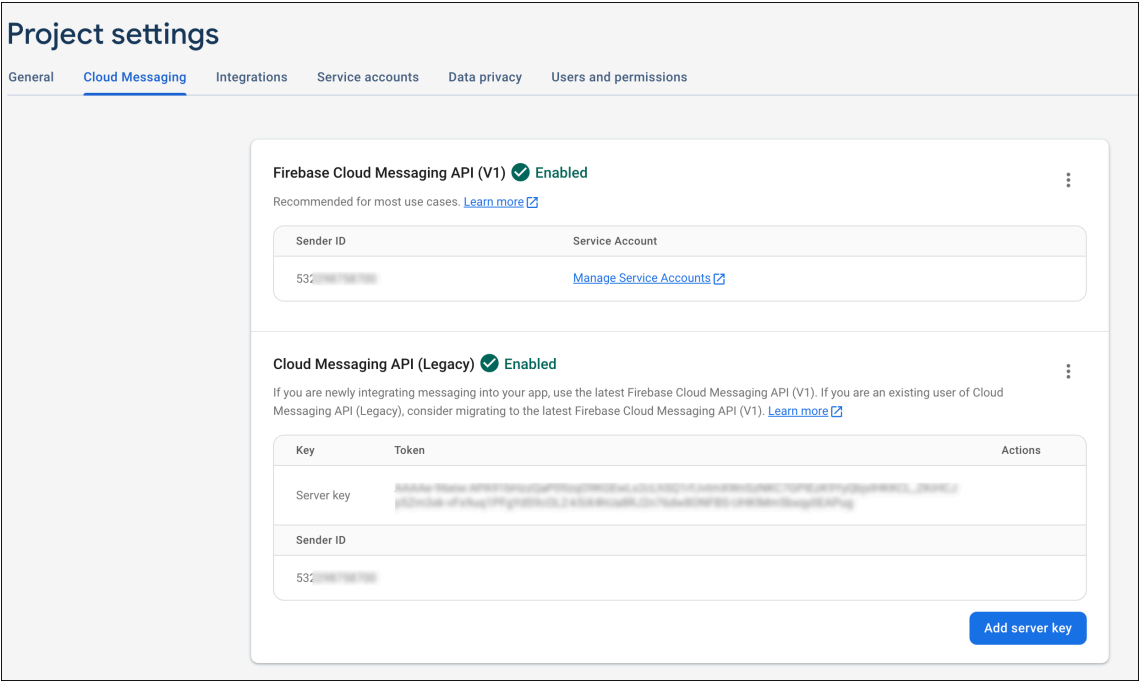 Project settings
General Cloud Messaging Integrations Service accounts Data privacy Users and permissions
Firebase Cloud Messaging API (V1) Enabled
Recommended for most use cases. Learn more
Sender ID Service Account
532 Manage Service Accounts
Cloud Messaging API (Legacy) Enabled
If you are newly integrating messaging into your app, use the latest Firebase Cloud Messaging API (V1). If you are an existing user of Cloud
Messaging API (Legacy), consider migrating to the latest Firebase Cloud Messaging API (V1). Learn more
Key Token Actions
Server key
Sender ID
532
Add server key